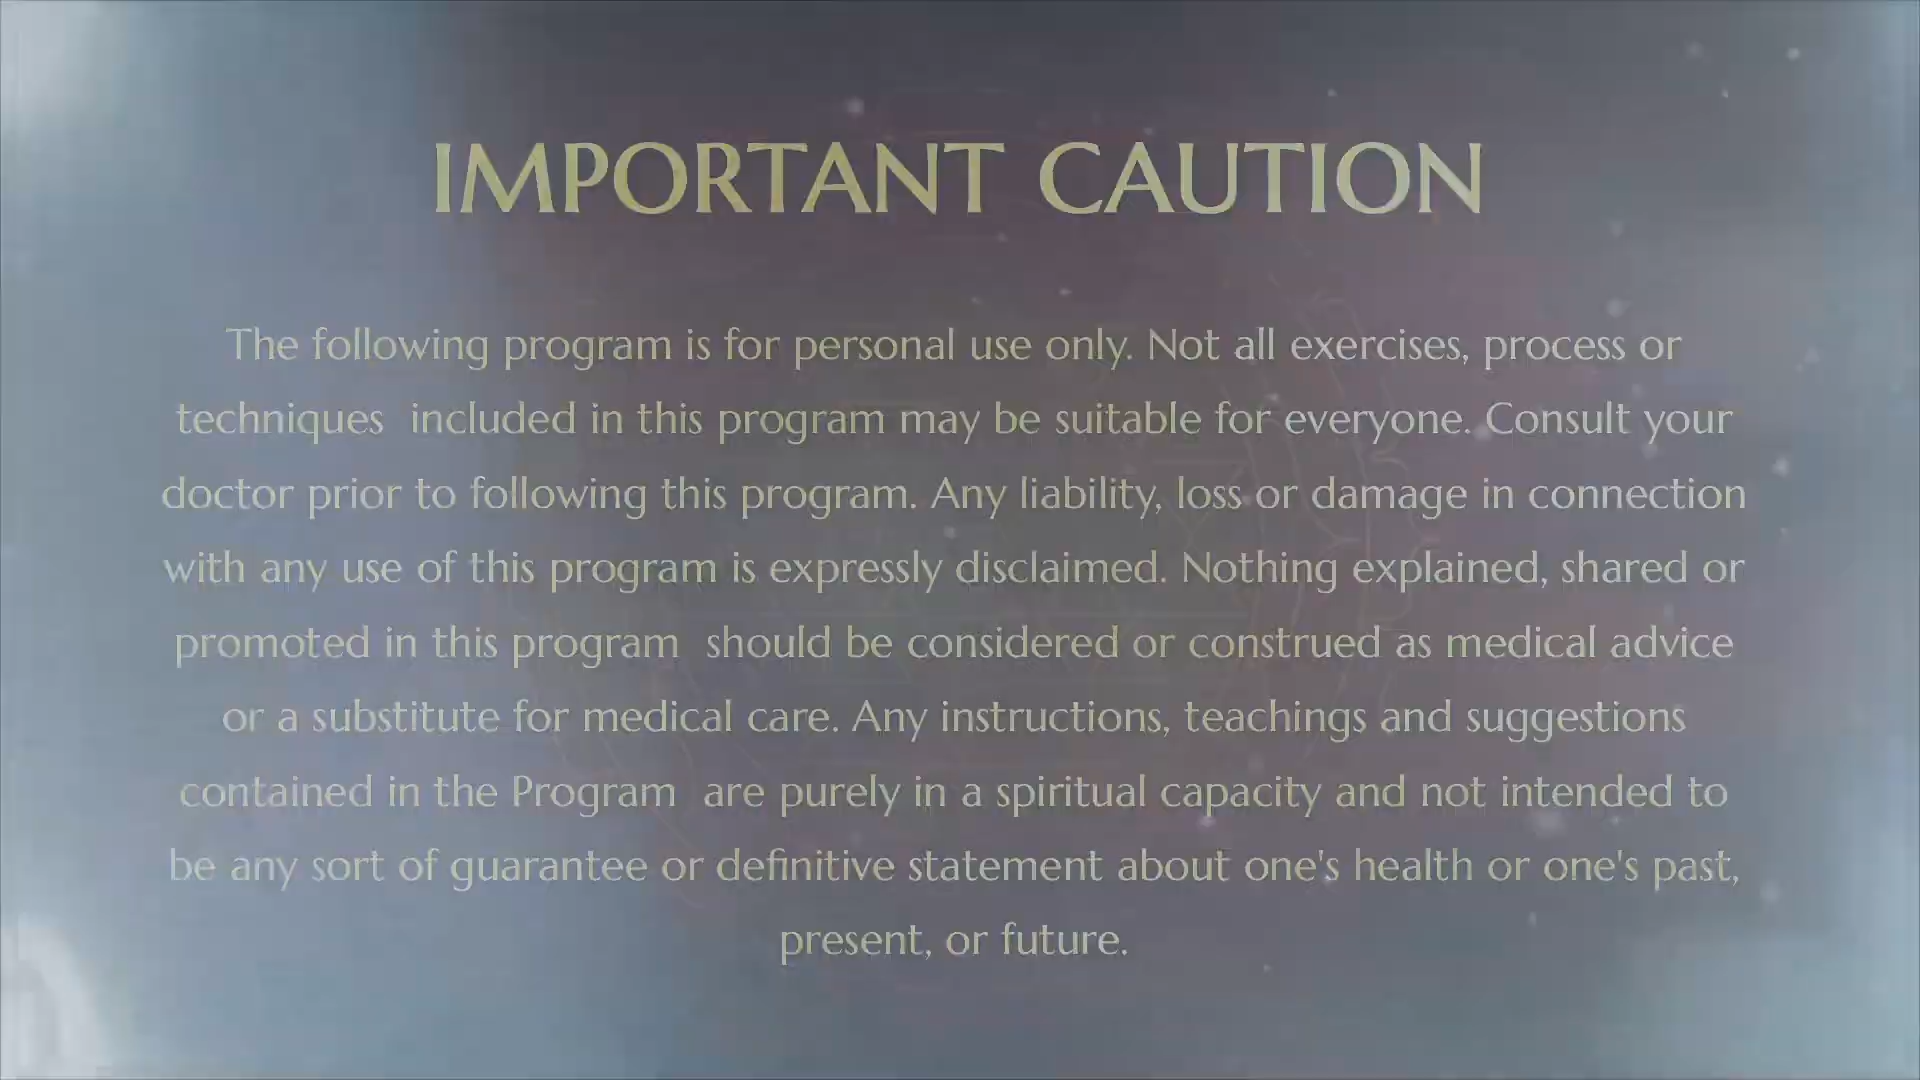 IMPORTANT CAUTION
The following program is for personal use only. Not all exercises, process or
techniques  included in this program may be suitable for everyone. Consult your
doctor prior to following this program. Any liability, loss or damage in connection
with any use of this program is expressly disclaimed. Nothing explained, shared or
promoted in this program  should be considered or construed as medical advice
or a substitute for medical care. Any instructions, teachings and suggestions
contained in the Program  are purely in a spiritual capacity and not intended to
be any sort of guarantee or definitive statement about one's health or one's past,
present, or future.